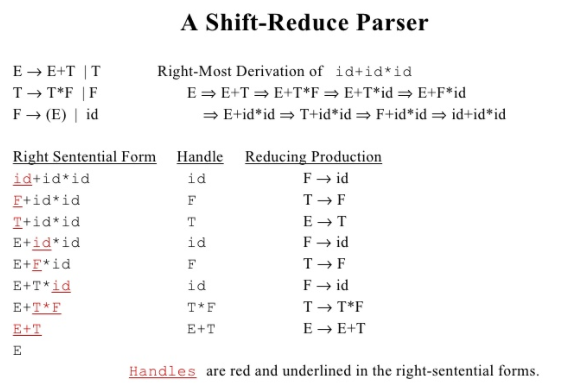 A Shift-Reduce Parser
E → E+T | T Right-Most Derivation of id+id*id
T → T*F | F E ⇒ E+T ⇒ E+T*F ⇒ E+T*id ⇒ E+F*id
F → (E) | id ⇒ E+id*id ⇒ T+id*id ⇒ F+id*id ⇒ id+id*id
Right Sentential Form Handle Reducing Production
id+id*id id F → id
F+id*id F T → F
T+id*id T E → T
E+id*id id F → id
E+F*id F T → F
E+T*id id F → id
E+T*F T*F T → T*F
E+T E+T E → E+T
E
Handles are red and underlined in the right-sentential forms.